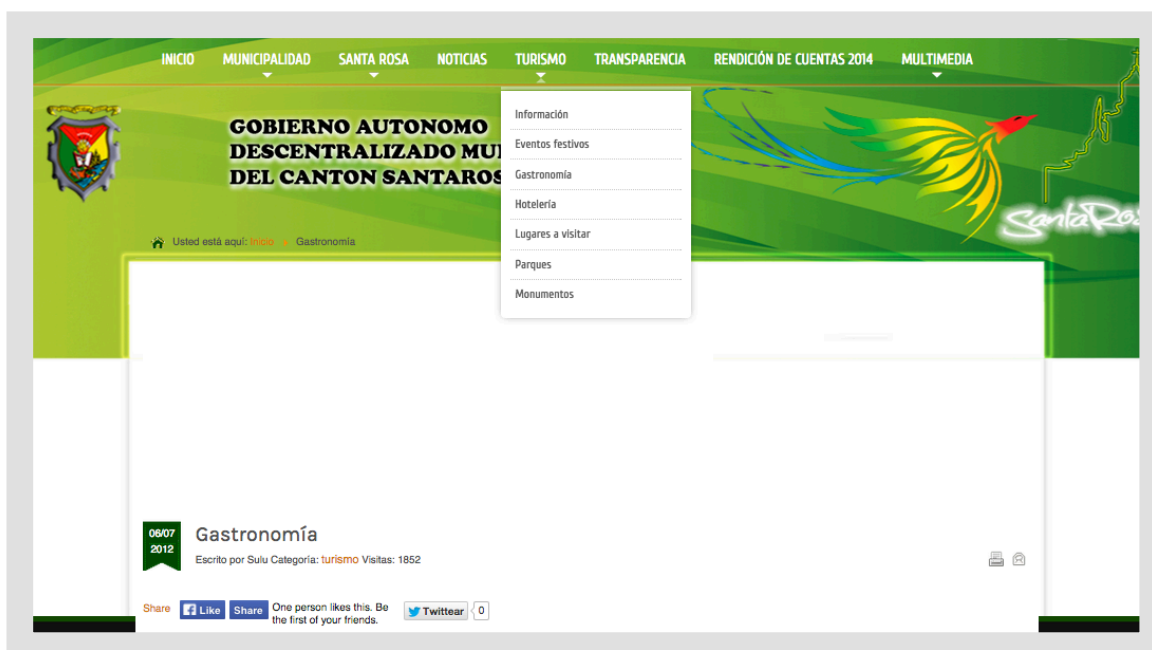 INICIO MUNICIPALIDAD SANTA ROSA NOTICIAS TURISMO TRANSPARENCIA RENDICIÓN DE CUENTAS 2014 MULTIMEDIA
GOBIERNO AUTONOMO
DESCENTRALIZADO
DEL CANTON
Información
Eventos festivos
Gastronomía
Hotelería
Lugares a visitar
Parques
Monumentos
Usted está aquí: Inicio Gastronomía
06/07
2012
Gastronomía
Escrito por Sulu Categoría: turismo Visitas: 1852
Share Like Share One person likes this. Be
the first of your friends.
Twittear 0